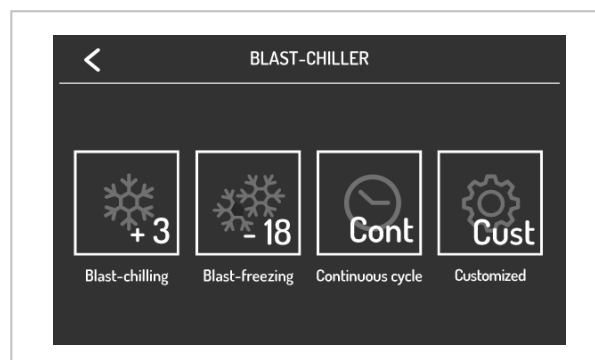 BLAST-CHILLER
+ 3
- 18
Cont
Cust
Blast-chilling
Blast-freezing
Continuous cycle
Customized